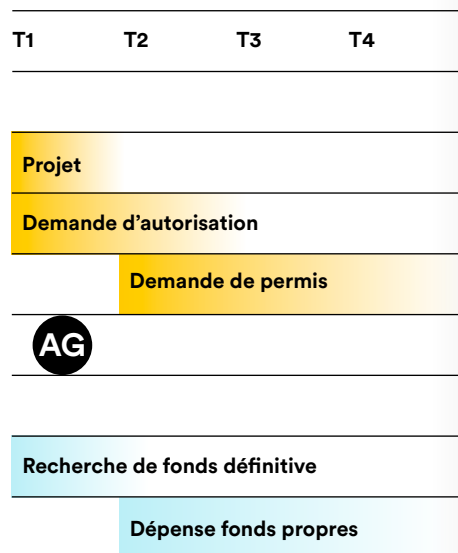 T1 T2 T3 T4
Projet
Demande d'autorisation
Demande de permis
AG
Recherche de fonds définitive
Dépense fonds propres